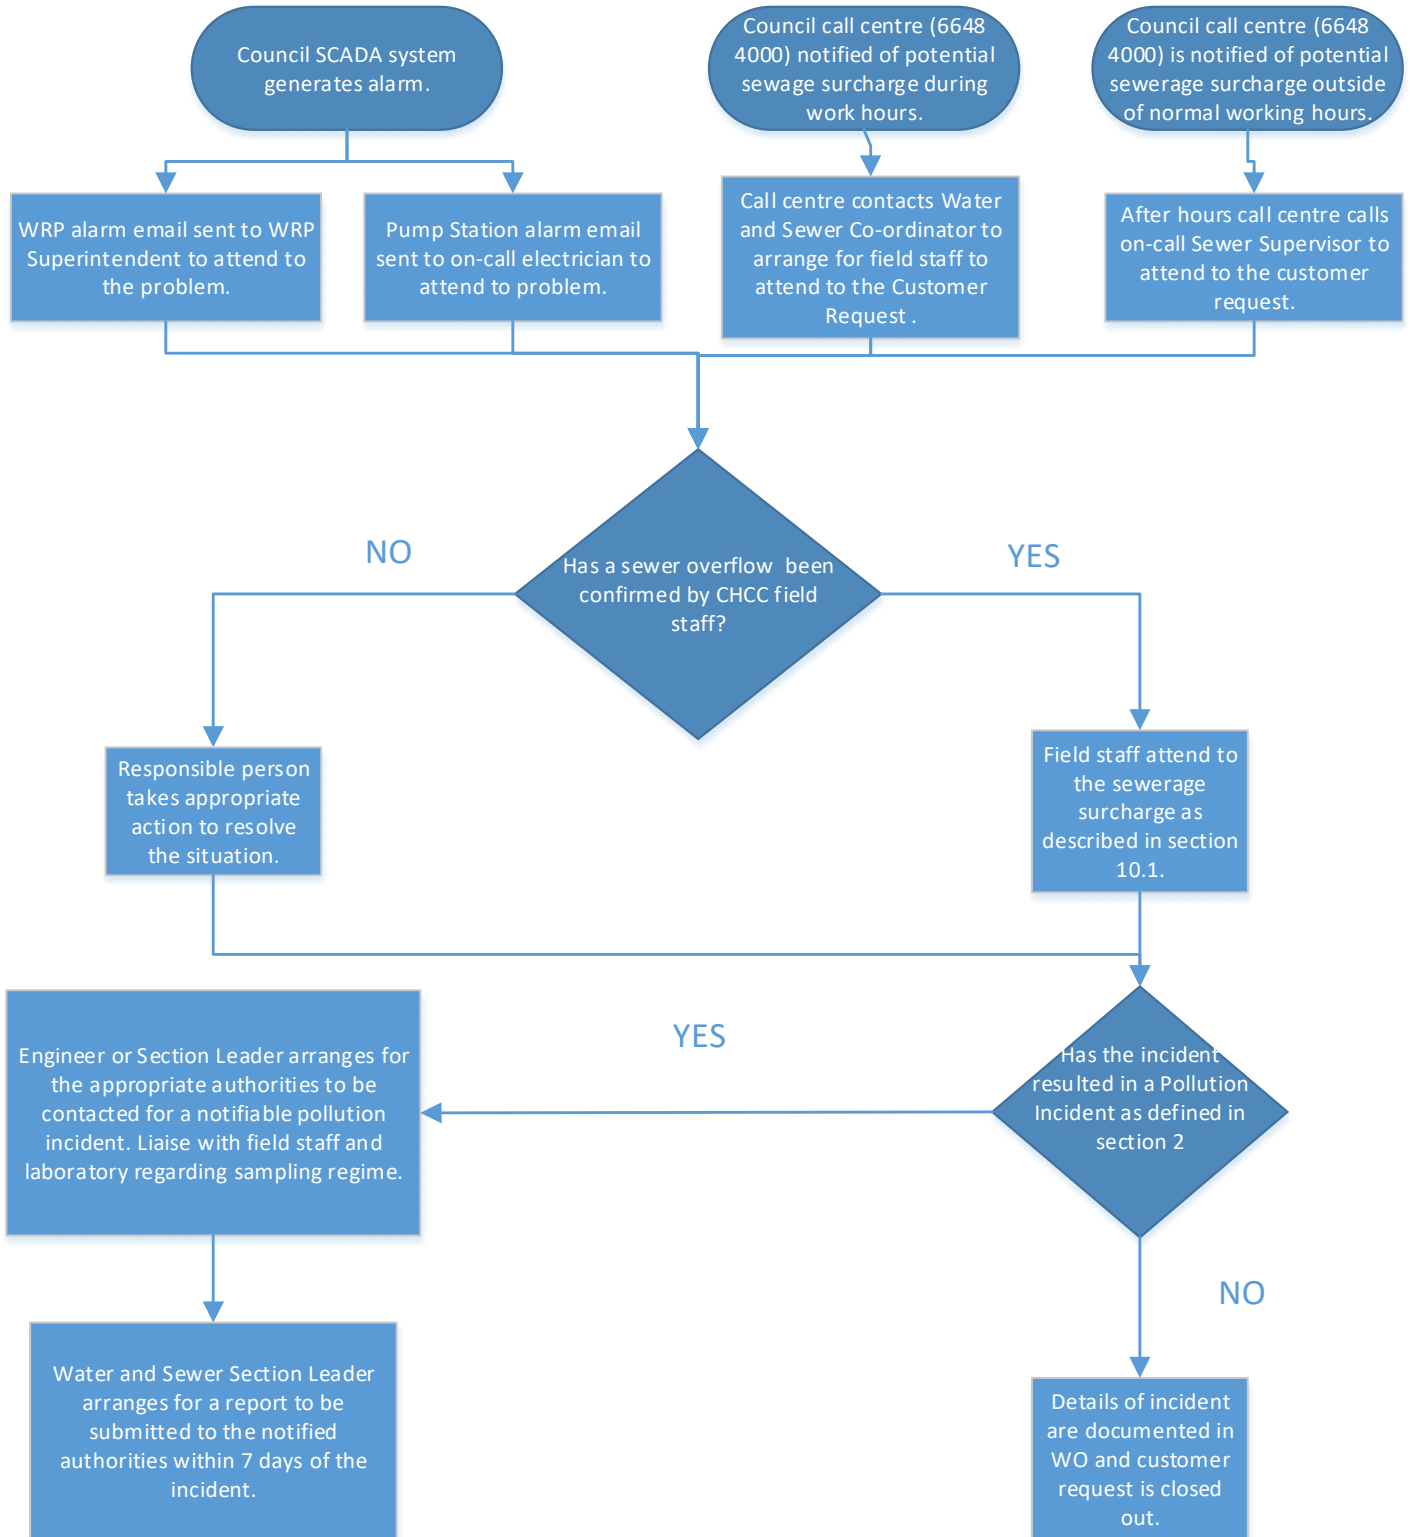 Council SCADA system
generates alarm.
Council call centre (6648
4000) notified of potential
sewage surcharge during
work hours.
Council call centre (6648
4000) is notified of potential
sewerage surcharge outside
of normal working hours.
WRP alarm email sent to WRP
Superintendent to attend to
the problem.
Pump Station alarm email
sent to on-call electrician to
attend to problem.
Call centre contacts Water
and Sewer Co-ordinator to
arrange for field staff to
attend to the Customer
Request .
After hours call centre calls
on-call Sewer Supervisor to
attend to the customer
request.
NO
Has a sewer overflow been
confirmed by CHCC field
staff?
YES
Responsible person
takes appropriate
action to resolve
the situation.
Field staff attend to
the sewerage
surcharge as
described in section
10.1.
Engineer or Section Leader arranges for
the appropriate authorities to be
contacted for a notifiable pollution
incident. Liaise with field staff and
laboratory regarding sampling regime.
YES
Has the incident
resulted in a Pollution
Incident as defined in
section 2
NO
Water and Sewer Section Leader
arranges for a report to be
submitted to the notified
authorities within 7 days of the
incident.
Details of incident
are documented in
WO and customer
request is closed
out.